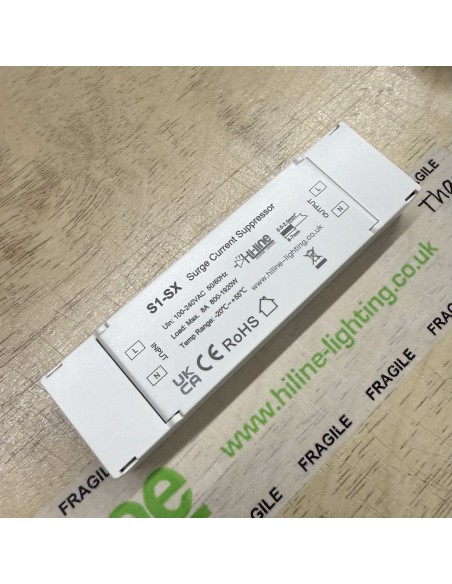 S1-SX Surge Current Suppressor
Uin: 100-240VAC 50/60Hz
Load: Max. 8A 800-1920W
Temp Range: -20℃~+55℃
INPUT
L
N
OUTPUT
L
N
Hiline
www.hiline-lighting.co.uk
UK
CA
CE RoHS
FRAGILE
FRAGILE
FRAGILE
FRAGILE
FRAGILE
www.hiline-lighting.co.uk
line